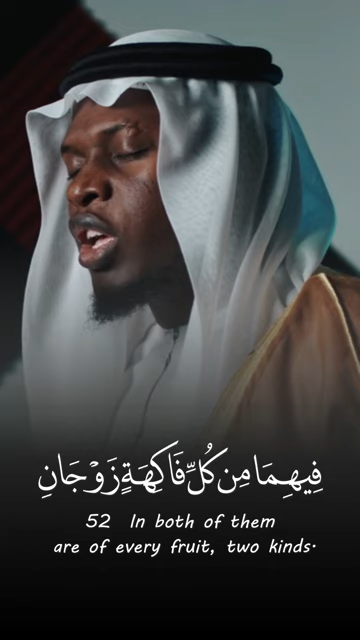 فِيهِمَا مِن كُلِّ فَاكِهَةٍ زَوْجَانِ
52 In both of them
are of every fruit, two kinds·